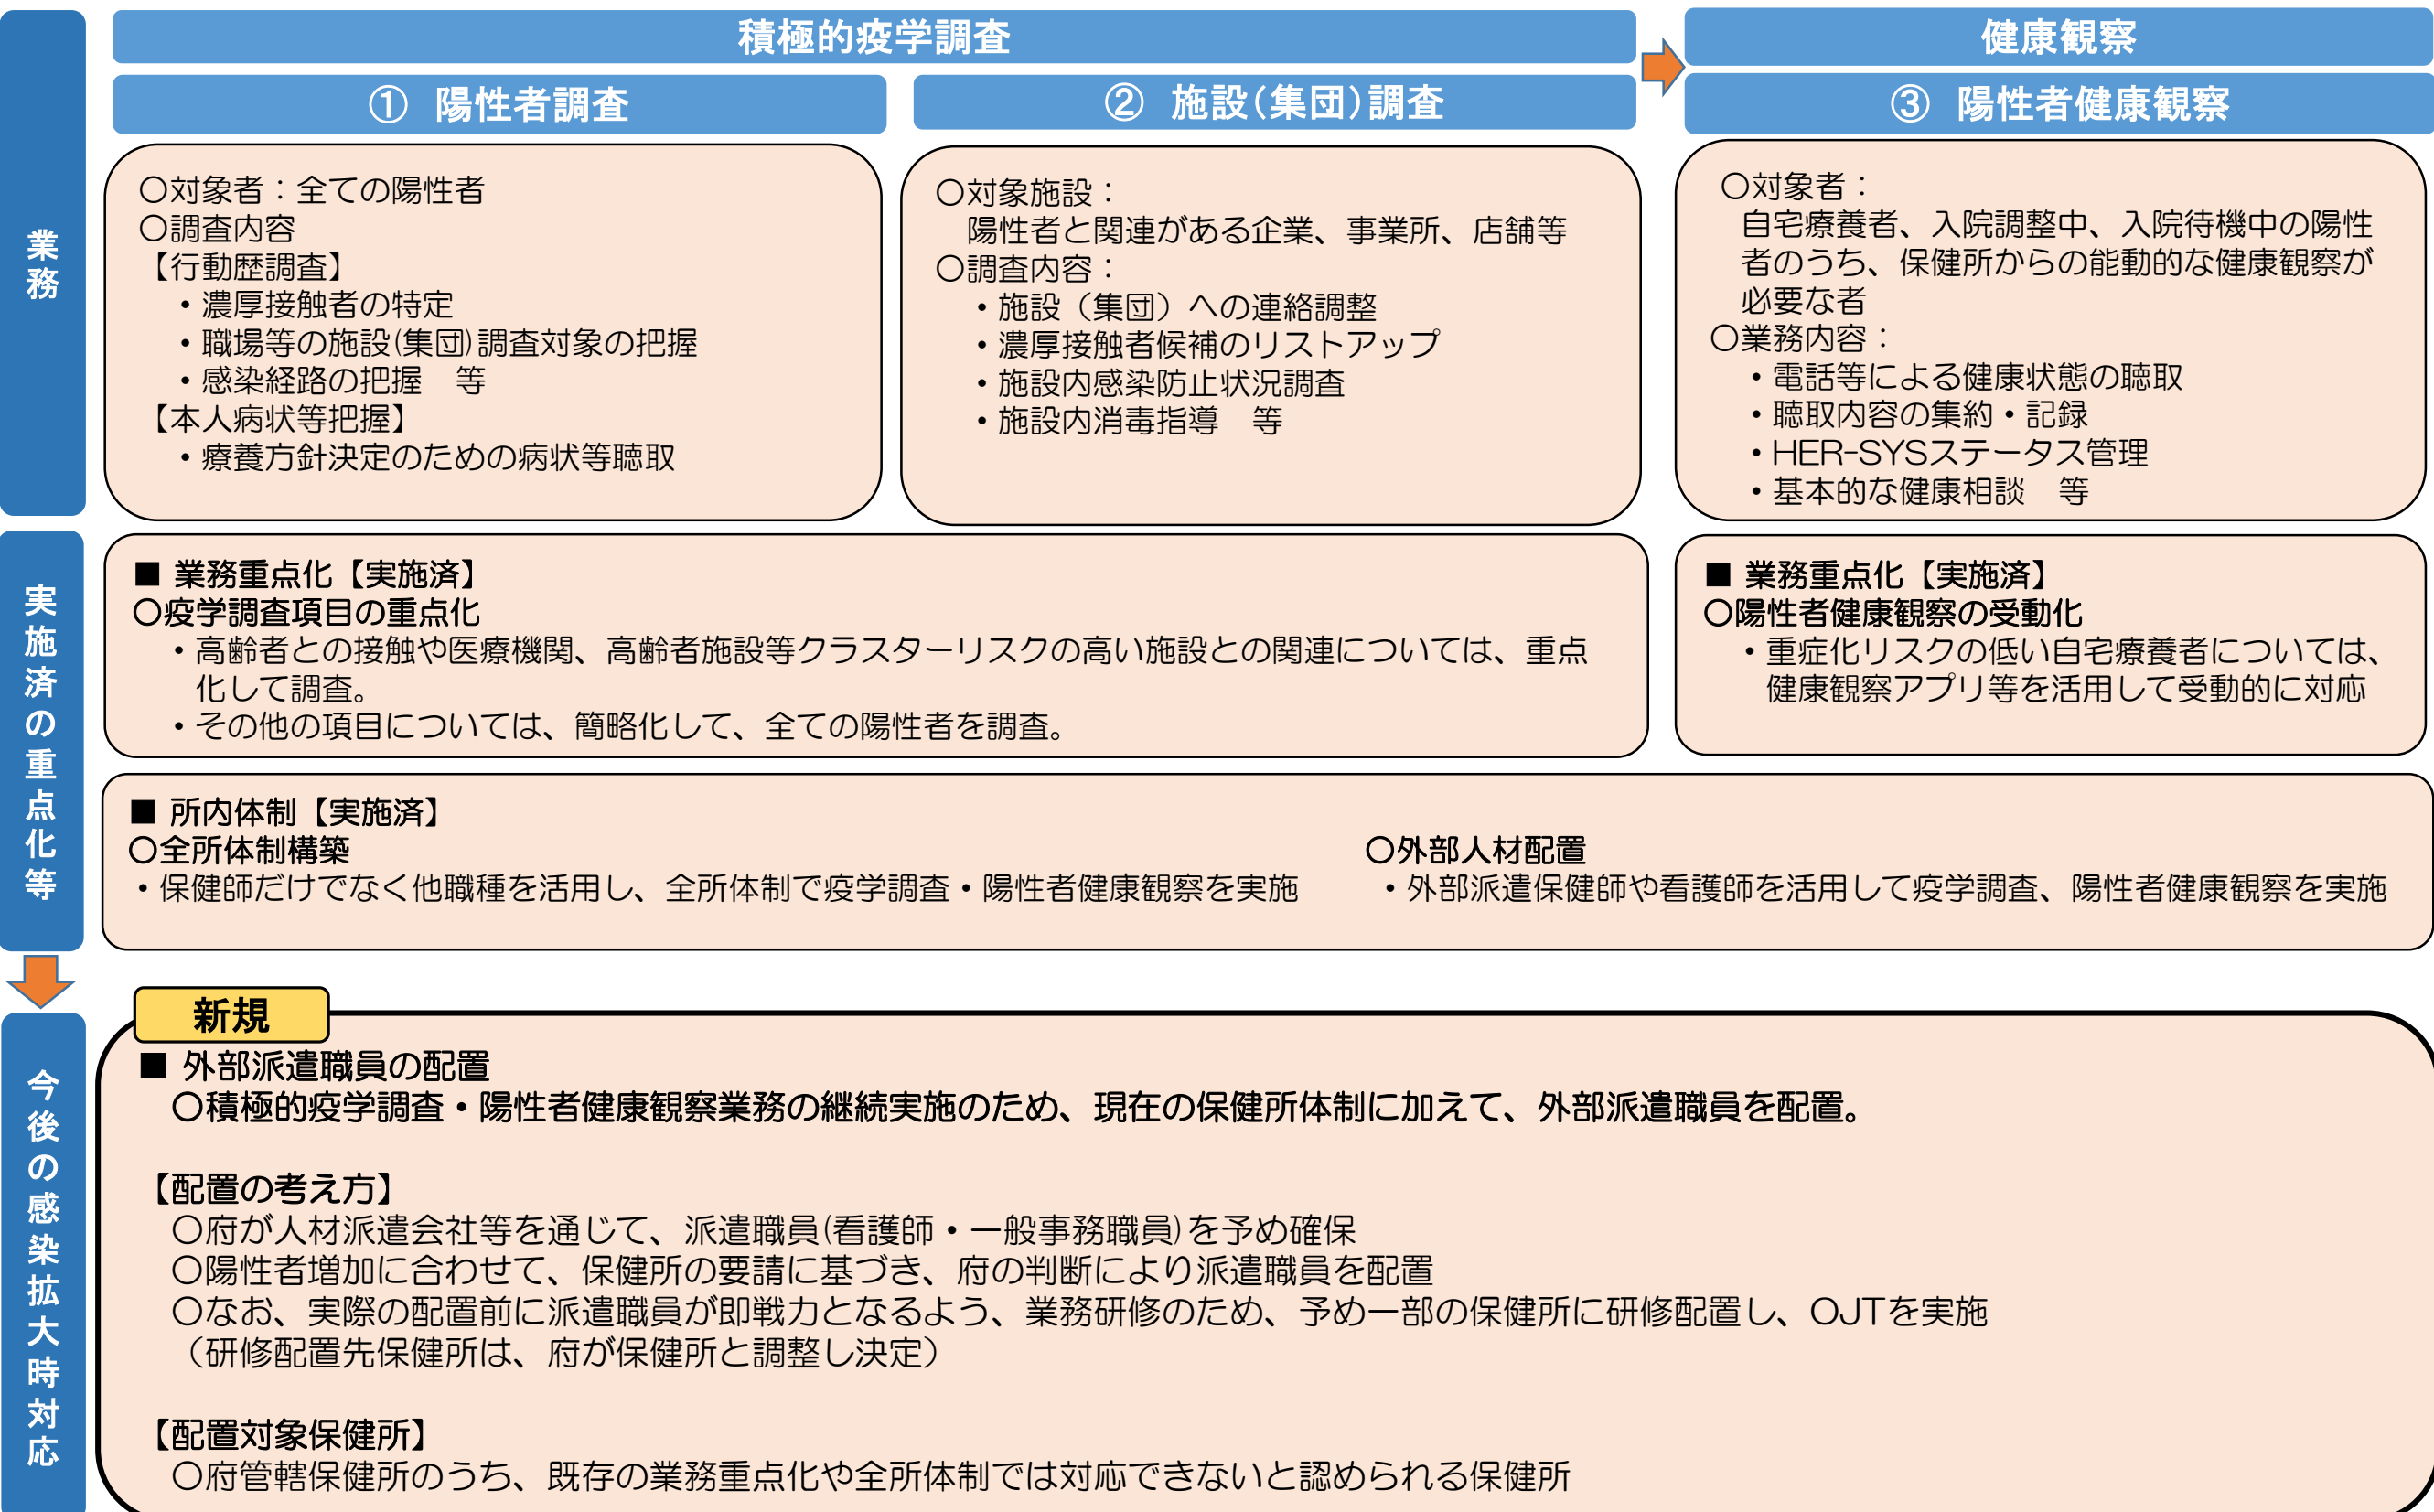 業務
積極的疫学調査
健康観察
① 陽性者調査
② 施設(集団)調査
③ 陽性者健康観察
○対象者：全ての陽性者
○調査内容
【行動歴調査】
・濃厚接触者の特定
・職場等の施設(集団)調査対象の把握
・感染経路の把握　等
【本人病状等把握】
・療養方針決定のための病状等聴取
○対象施設：
陽性者と関連がある企業、事業所、店舗等
○調査内容：
・施設（集団）への連絡調整
・濃厚接触者候補のリストアップ
・施設内感染防止状況調査
・施設内消毒指導　等
○対象者：
自宅療養者、入院調整中、入院待機中の陽性
者のうち、保健所からの能動的な健康観察が
必要な者
○業務内容：
・電話等による健康状態の聴取
・聴取内容の集約・記録
・HER-SYSステータス管理
・基本的な健康相談　等
実施済の重点化等
■ 業務重点化【実施済】
○疫学調査項目の重点化
・高齢者との接触や医療機関、高齢者施設等クラスターリスクの高い施設との関連については、重点
化して調査。
・その他の項目については、簡略化して、全ての陽性者を調査。
■ 業務重点化【実施済】
○陽性者健康観察の受動化
・重症化リスクの低い自宅療養者については、
健康観察アプリ等を活用して受動的に対応
■ 所内体制【実施済】
○全所体制構築
・保健師だけでなく他職種を活用し、全所体制で疫学調査・陽性者健康観察を実施
○外部人材配置
・外部派遣保健師や看護師を活用して疫学調査、陽性者健康観察を実施
今後の感染拡大時対応
新規
■ 外部派遣職員の配置
○積極的疫学調査・陽性者健康観察業務の継続実施のため、現在の保健所体制に加えて、外部派遣職員を配置。
【配置の考え方】
○府が人材派遣会社等を通じて、派遣職員(看護師・一般事務職員)を予め確保
○陽性者増加に合わせて、保健所の要請に基づき、府の判断により派遣職員を配置
○なお、実際の配置前に派遣職員が即戦力となるよう、業務研修のため、予め一部の保健所に研修配置し、OJTを実施
（研修配置先保健所は、府が保健所と調整し決定）
【配置対象保健所】
○府管轄保健所のうち、既存の業務重点化や全所体制では対応できないと認められる保健所